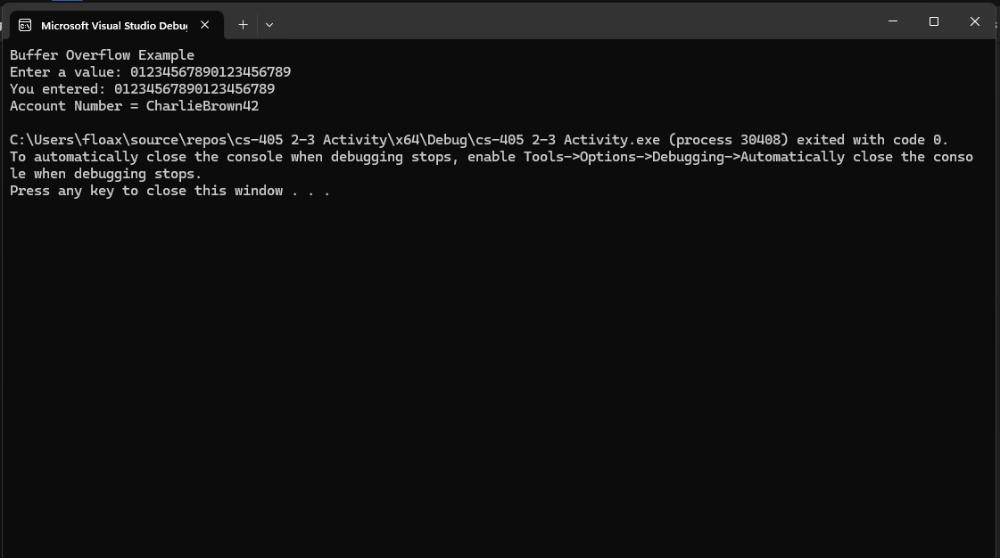 Microsoft Visual Studio Debug
Buffer Overflow Example
Enter a value: 01234567890123456789
You entered: 01234567890123456789
Account Number = CharlieBrown42
C:\Users\floax\source\repos\cs-405 2-3 Activity\x64\Debug\cs-405 2-3 Activity.exe (process 30408) exited with code 0.
To automatically close the console when debugging stops, enable Tools->Options->Debugging->Automatically close the conso
le when debugging stops.
Press any key to close this window . . .